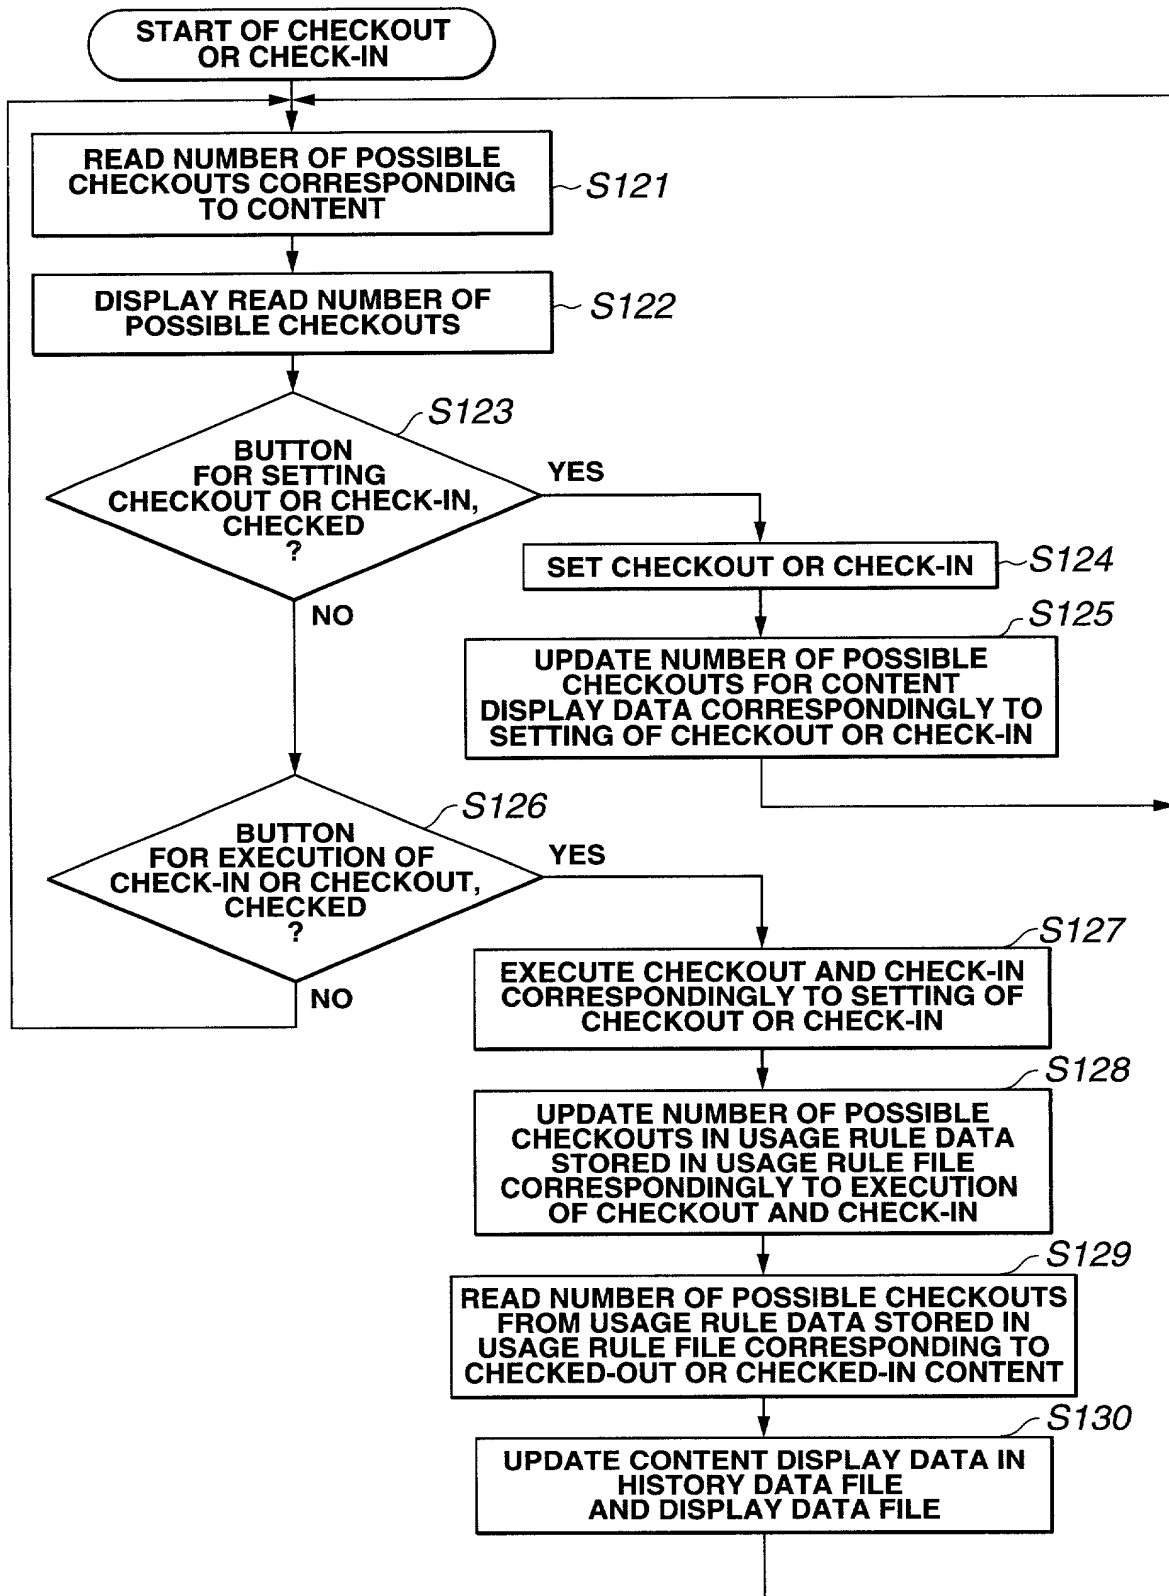 START OF CHECKOUT
OR CHECK-IN
READ NUMBER OF POSSIBLE
CHECKOUTS CORRESPONDING
TO CONTENT
S121
DISPLAY READ NUMBER OF
POSSIBLE CHECKOUTS
S122
S123
BUTTON
FOR SETTING
CHECKOUT OR CHECK-IN,
CHECKED
?
YES
NO
SET CHECKOUT OR CHECK-IN
S124
S125
UPDATE NUMBER OF POSSIBLE
CHECKOUTS FOR CONTENT
DISPLAY DATA CORRESPONDINGLY TO
SETTING OF CHECKOUT OR CHECK-IN
S126
BUTTON
FOR EXECUTION OF
CHECK-IN OR CHECKOUT,
CHECKED
?
YES
NO
S127
EXECUTE CHECKOUT AND CHECK-IN
CORRESPONDINGLY TO SETTING OF
CHECKOUT OR CHECK-IN
S128
UPDATE NUMBER OF POSSIBLE
CHECKOUTS IN USAGE RULE DATA
STORED IN USAGE RULE FILE
CORRESPONDINGLY TO EXECUTION
OF CHECKOUT AND CHECK-IN
S129
READ NUMBER OF POSSIBLE CHECKOUTS
FROM USAGE RULE DATA STORED IN
USAGE RULE FILE CORRESPONDING TO
CHECKED-OUT OR CHECKED-IN CONTENT
S130
UPDATE CONTENT DISPLAY DATA IN
HISTORY DATA FILE
AND DISPLAY DATA FILE